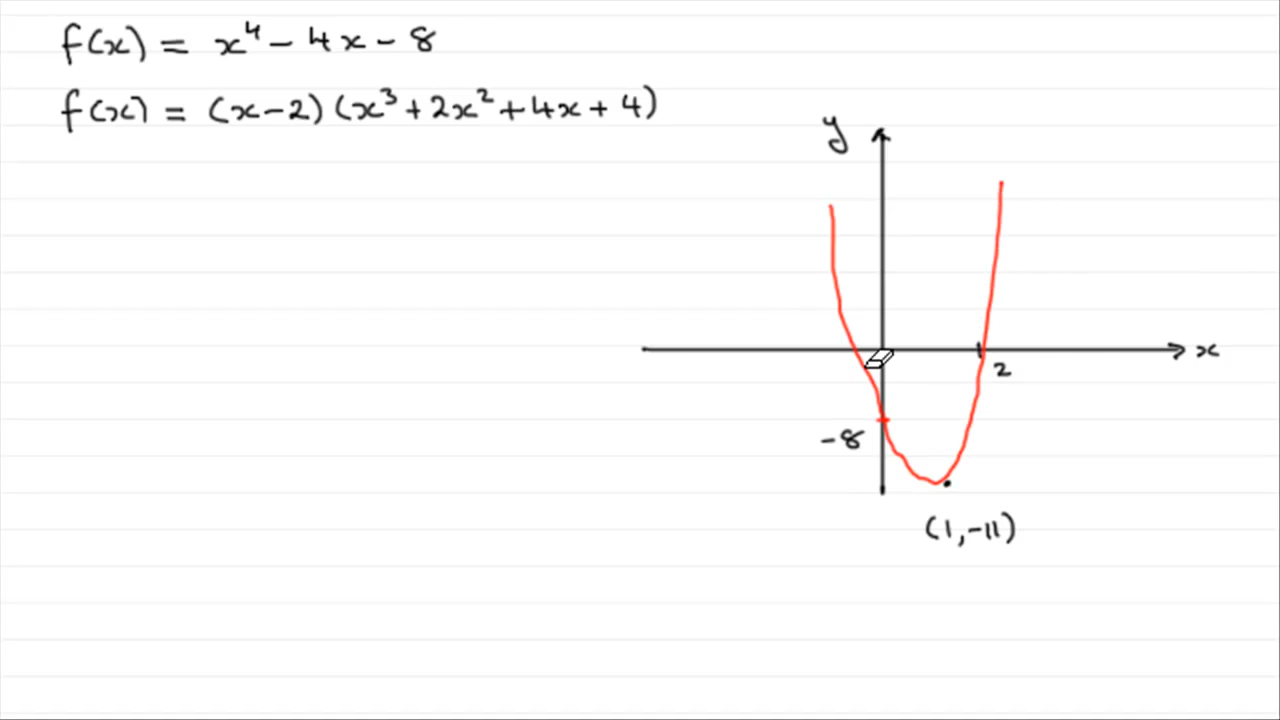 f(x) = x⁴ - 4x - 8
f(x) = (x-2)(x³+2x²+4x+4)
y
x
2
-8
(1,-11)